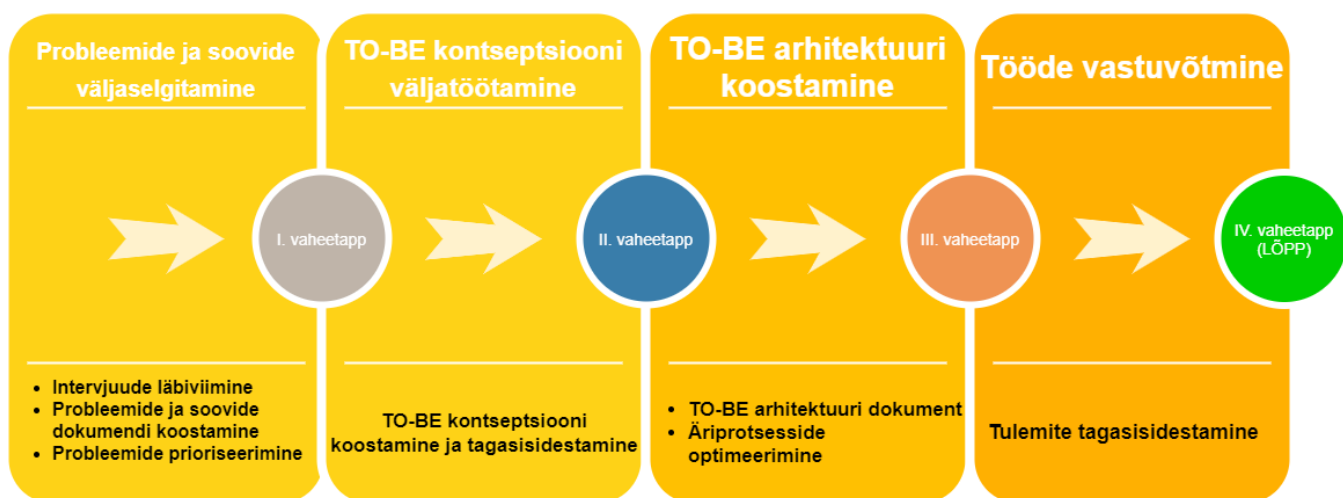 Probleemide ja soovide
väljaselgitamine
TO-BE kontseptsiooni
väljatöötamine
TO-BE arhitektuuri
koostamine
Tööde vastuvõtmine
I. vaheetapp
II. vaheetapp
III. vaheetapp
IV. vaheetapp
(LÕPP)
• Intervjuude läbiviimine
• Probleemide ja soovide
dokumendi koostamine
• Probleemide prioriseerimine
TO-BE kontseptsiooni
koostamine ja tagasisidestamine
• TO-BE arhitektuuri dokument
• Äriprotsesside
optimeerimine
Tulemite tagasisidestamine